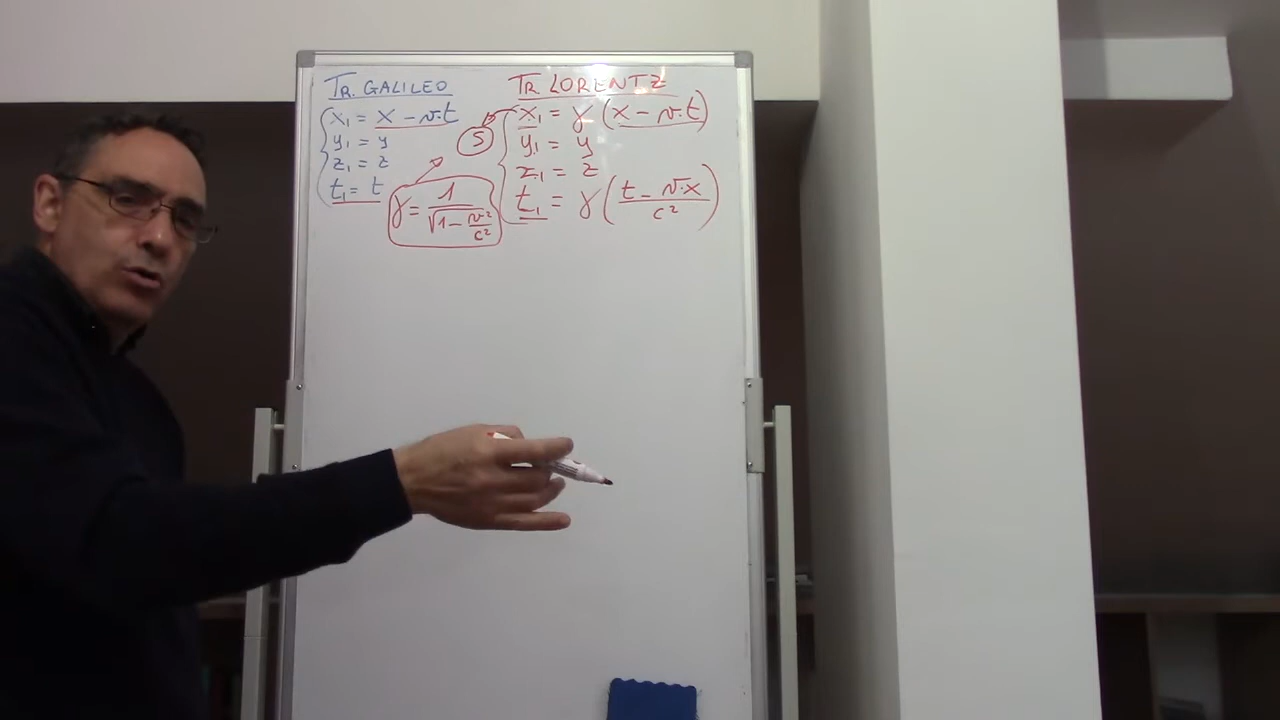 TR. GALILEO
x₁ = x - v·t
y₁ = y
z₁ = z
t₁ = t
γ = 1/√(1 - v²/c²)
S
TR. LORENTZ
x₁ = γ (x - v·t)
y₁ = y
z₁ = z
t₁ = γ ((t - v·x)/c²)